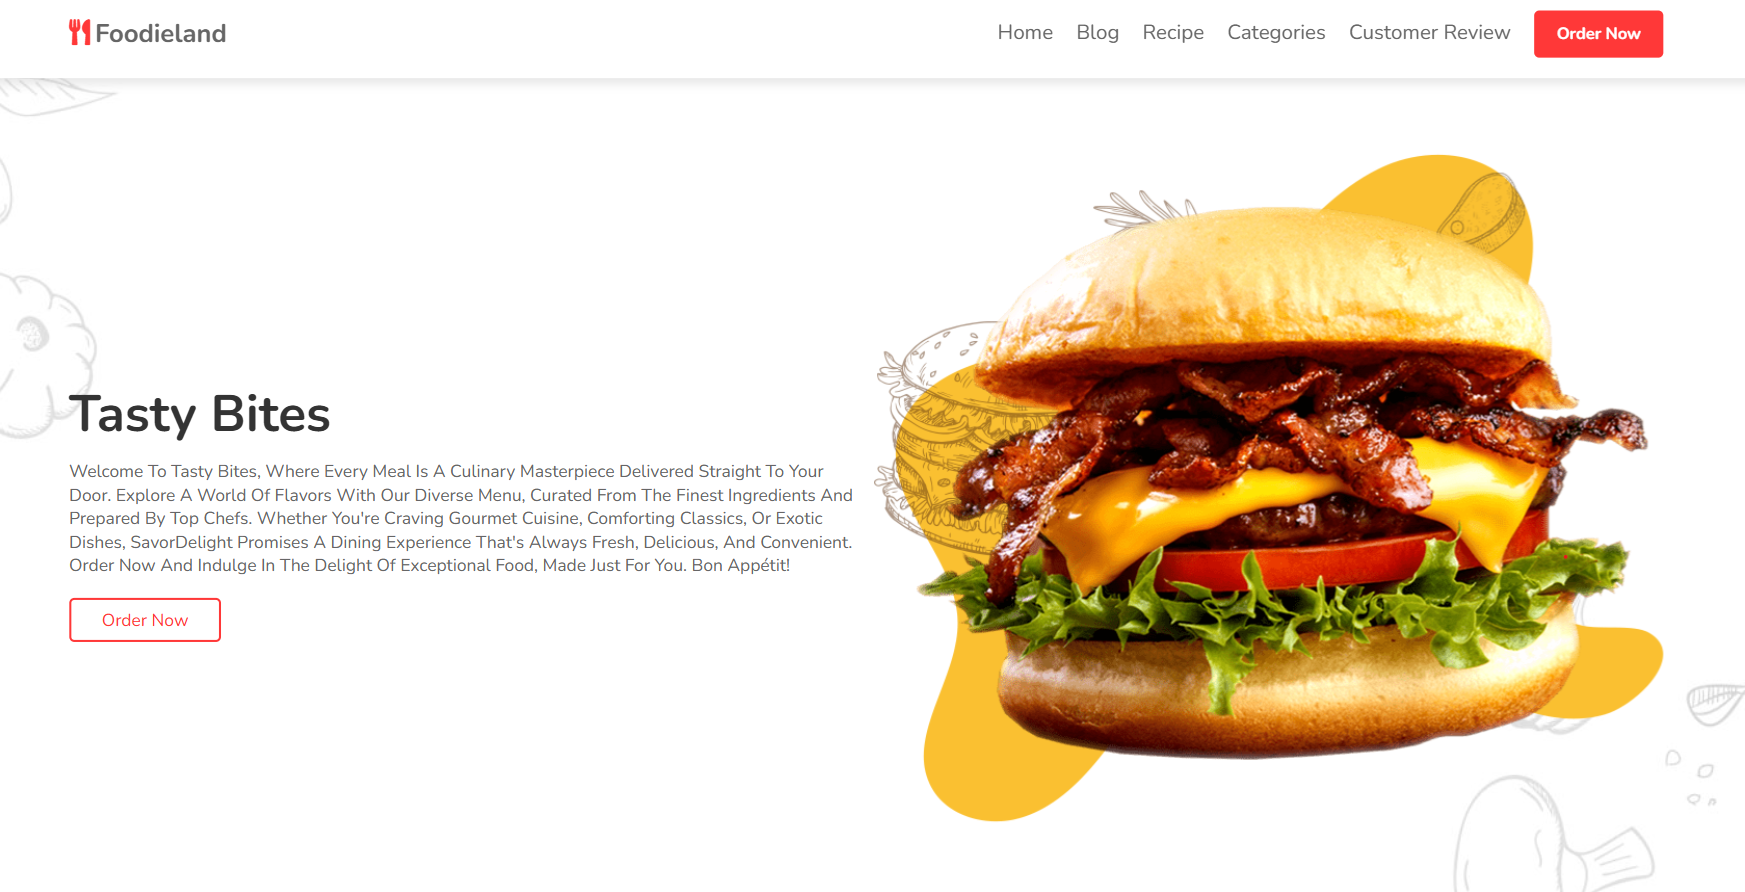 Foodieland
Home Blog Recipe Categories Customer Review Order Now
Tasty Bites
Welcome To Tasty Bites, Where Every Meal Is A Culinary Masterpiece Delivered Straight To Your
Door. Explore A World Of Flavors With Our Diverse Menu, Curated From The Finest Ingredients And
Prepared By Top Chefs. Whether You're Craving Gourmet Cuisine, Comforting Classics, Or Exotic
Dishes, SavorDelight Promises A Dining Experience That's Always Fresh, Delicious, And Convenient.
Order Now And Indulge In The Delight Of Exceptional Food, Made Just For You. Bon Appétit!
Order Now